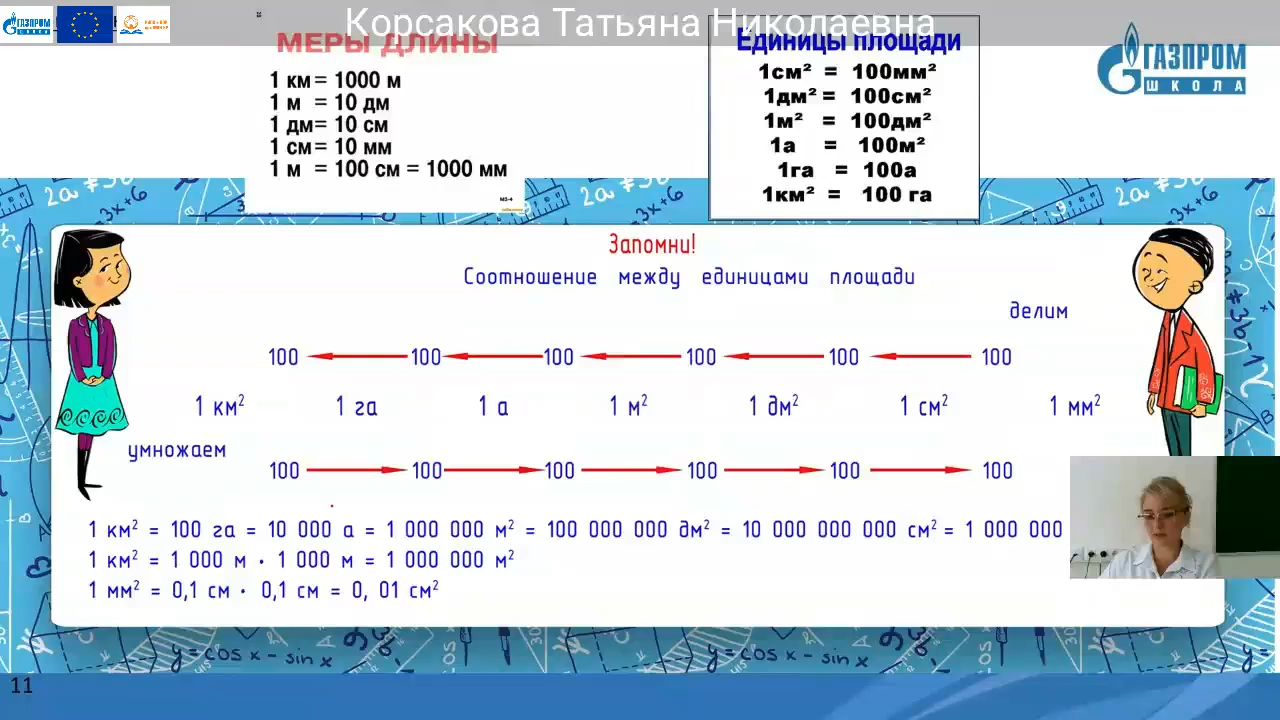 Корсакова Татьяна Николаевна
ГАЗПРОМ
ШКОЛА
МЕРЫ ДЛИНЫ
1 км = 1000 м
1 м = 10 дм
1 дм = 10 см
1 см = 10 мм
1 м = 100 см = 1000 мм
Единицы площади
1см² = 100мм²
1дм² = 100см²
1м² = 100дм²
1а = 100м²
1га = 100а
1км² = 100 га
ГАЗПРОМ
ШКОЛА
Запомни!
Соотношение между единицами площади
делим
100 100 100 100 100 100
1 км² 1 га 1 а 1 м² 1 дм² 1 см² 1 мм²
умножаем
100 100 100 100 100 100
1 км² = 100 га = 10 000 а = 1 000 000 м² = 100 000 000 дм² = 10 000 000 000 см² = 1 000 000
1 км² = 1 000 м · 1 000 м = 1 000 000 м²
1 мм² = 0,1 см · 0,1 см = 0, 01 см²
y=cos x - sin x
y=cos x - sin x
11